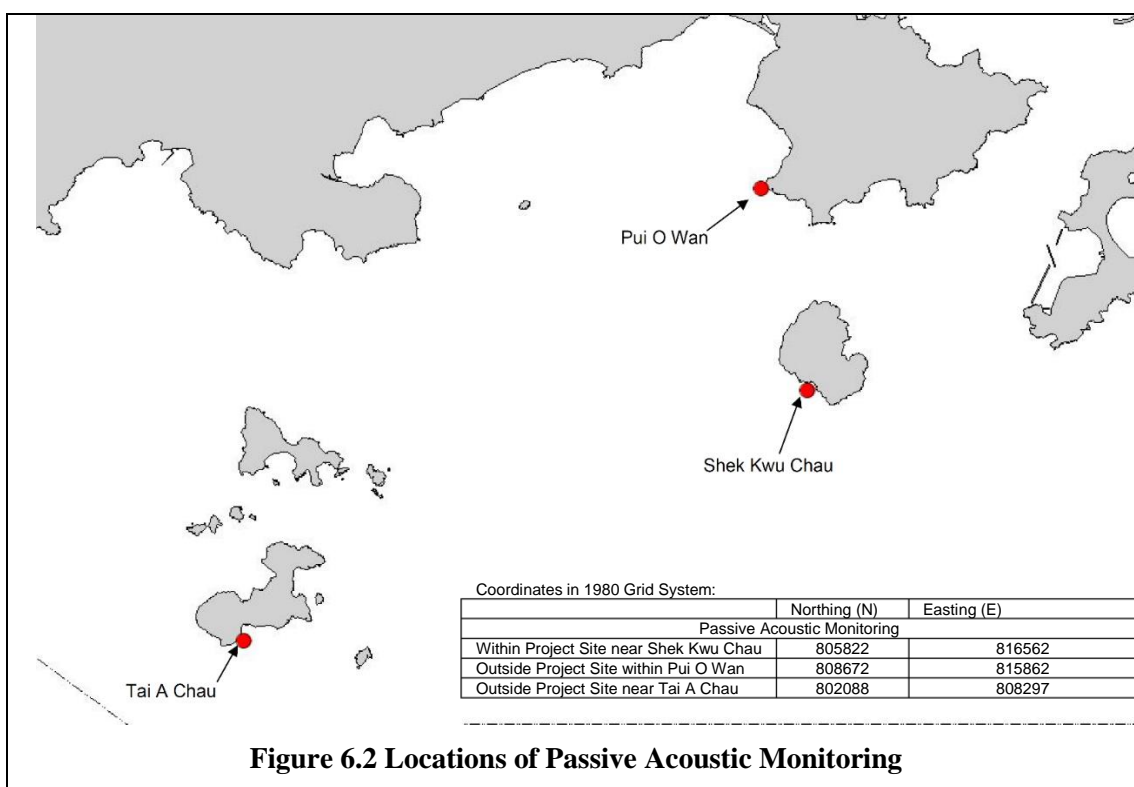 Pui O Wan
Shek Kwu Chau
Tai A Chau
Coordinates in 1980 Grid System:
Northing (N) Easting (E)
Passive Acoustic Monitoring
Within Project Site near Shek Kwu Chau 805822 816562
Outside Project Site within Pui O Wan 808672 815862
Outside Project Site near Tai A Chau 802088 808297
Figure 6.2 Locations of Passive Acoustic Monitoring